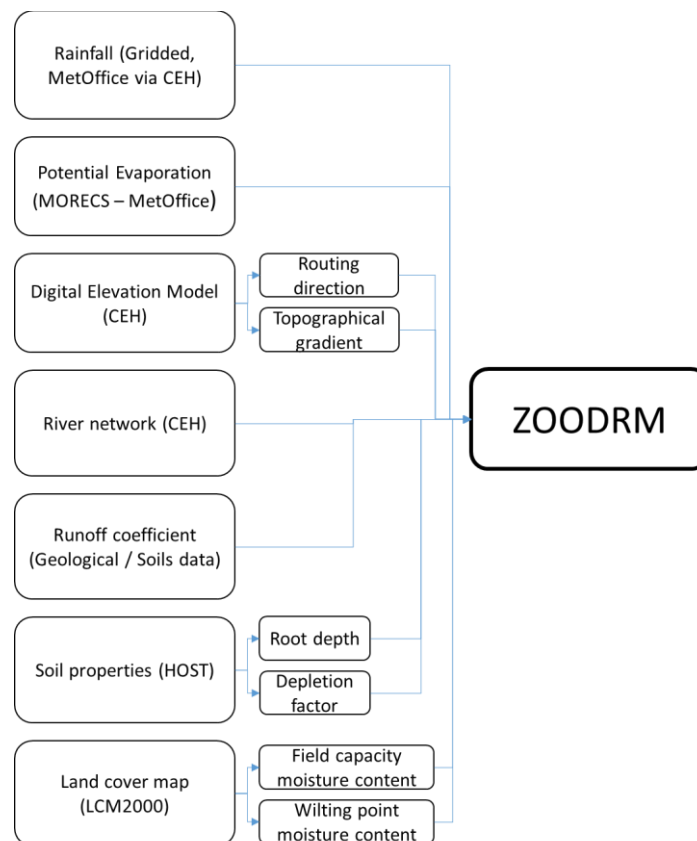 Rainfall (Gridded,
MetOffice via CEH)
Potential Evaporation
(MORECS – MetOffice)
Digital Elevation Model
(CEH)
Routing
direction
Topographical
gradient
River network (CEH)
ZOODRM
Runoff coefficient
(Geological / Soils data)
Soil properties (HOST)
Root depth
Depletion
factor
Land cover map
(LCM2000)
Field capacity
moisture content
Wilting point
moisture content